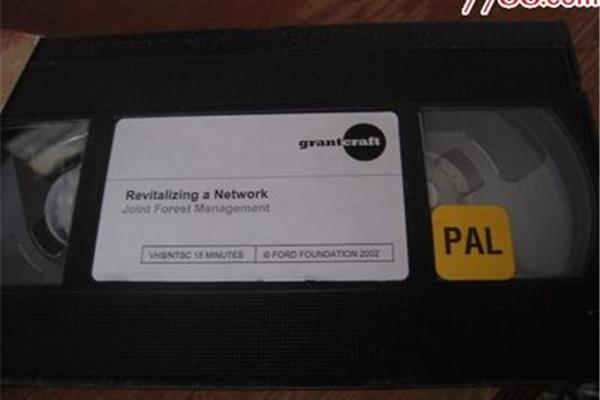 grantcraft
Revitalizing a Network
Joint Forest Management
VHS/NTSC 15 MINUTES
© FORD FOUNDATION 2002
PAL